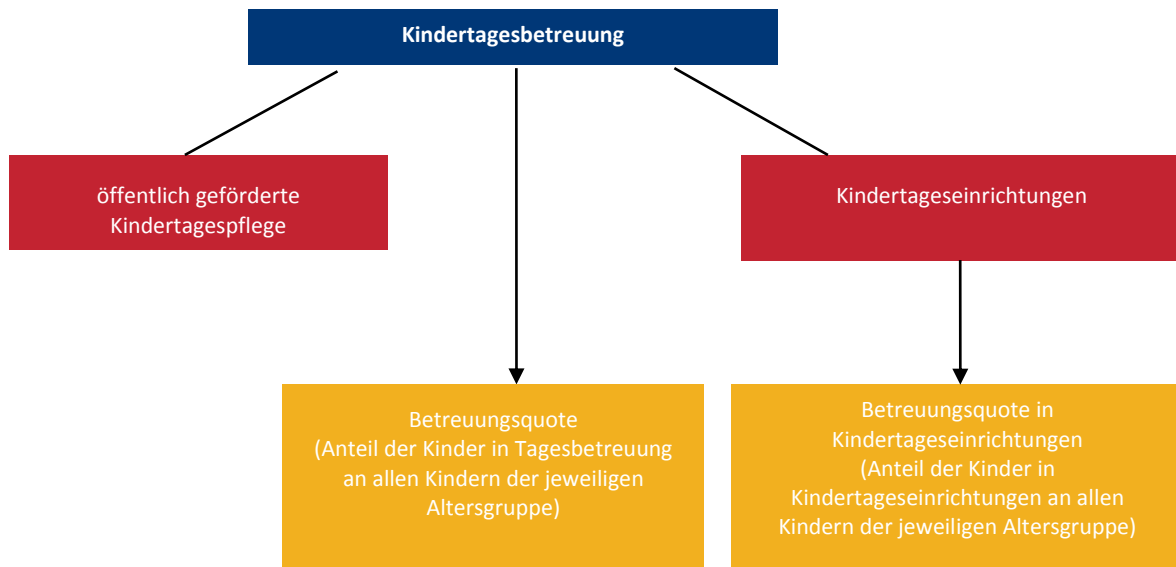 Kindertagesbetreuung
öffentlich geförderte
Kindertagespflege
Kindertageseinrichtungen
Betreuungsquote
(Anteil der Kinder in Tagesbetreuung
an allen Kindern der jeweiligen
Altersgruppe)
Betreuungsquote in
Kindertageseinrichtungen
(Anteil der Kinder in
Kindertageseinrichtungen an allen
Kindern der jeweiligen Altersgruppe)